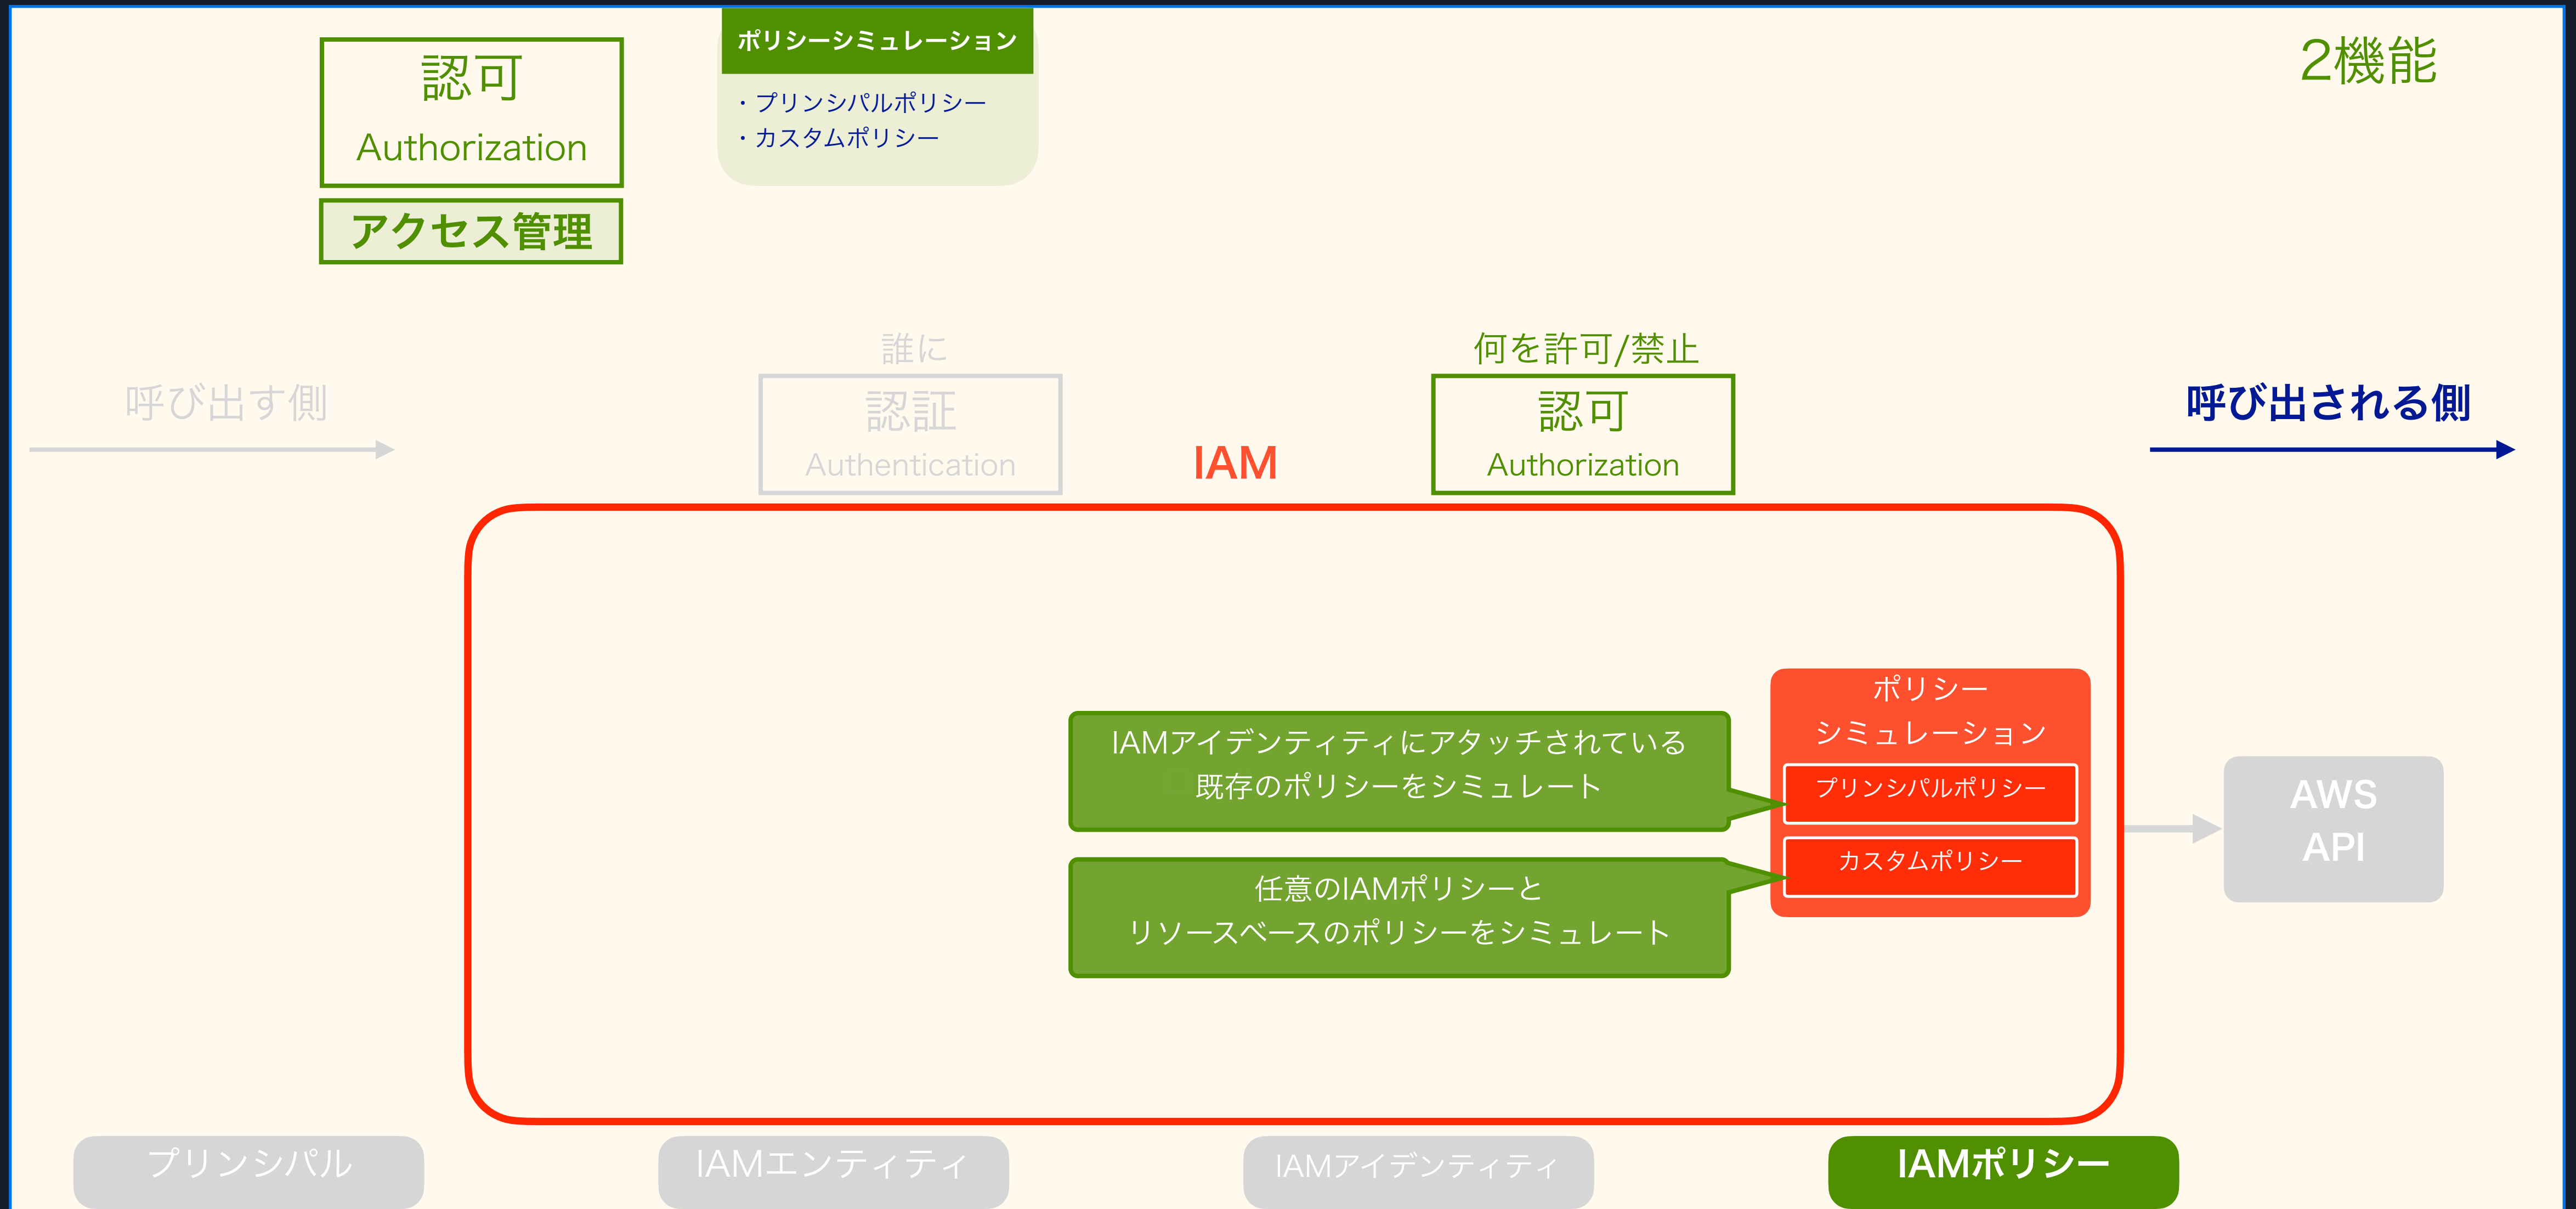 認可
Authorization
アクセス管理
ポリシーシミュレーション
・プリンシパルポリシー
・カスタムポリシー
2機能
呼び出す側
誰に
認証
Authentication
IAM
何を許可/禁止
認可
Authorization
呼び出される側
IAMアイデンティティにアタッチされている
既存のポリシーをシミュレート
任意のIAMポリシーと
リソースベースのポリシーをシミュレート
ポリシー
シミュレーション
プリンシパルポリシー
カスタムポリシー
AWS
API
プリンシパル
IAMエンティティ
IAMアイデンティティ
IAMポリシー